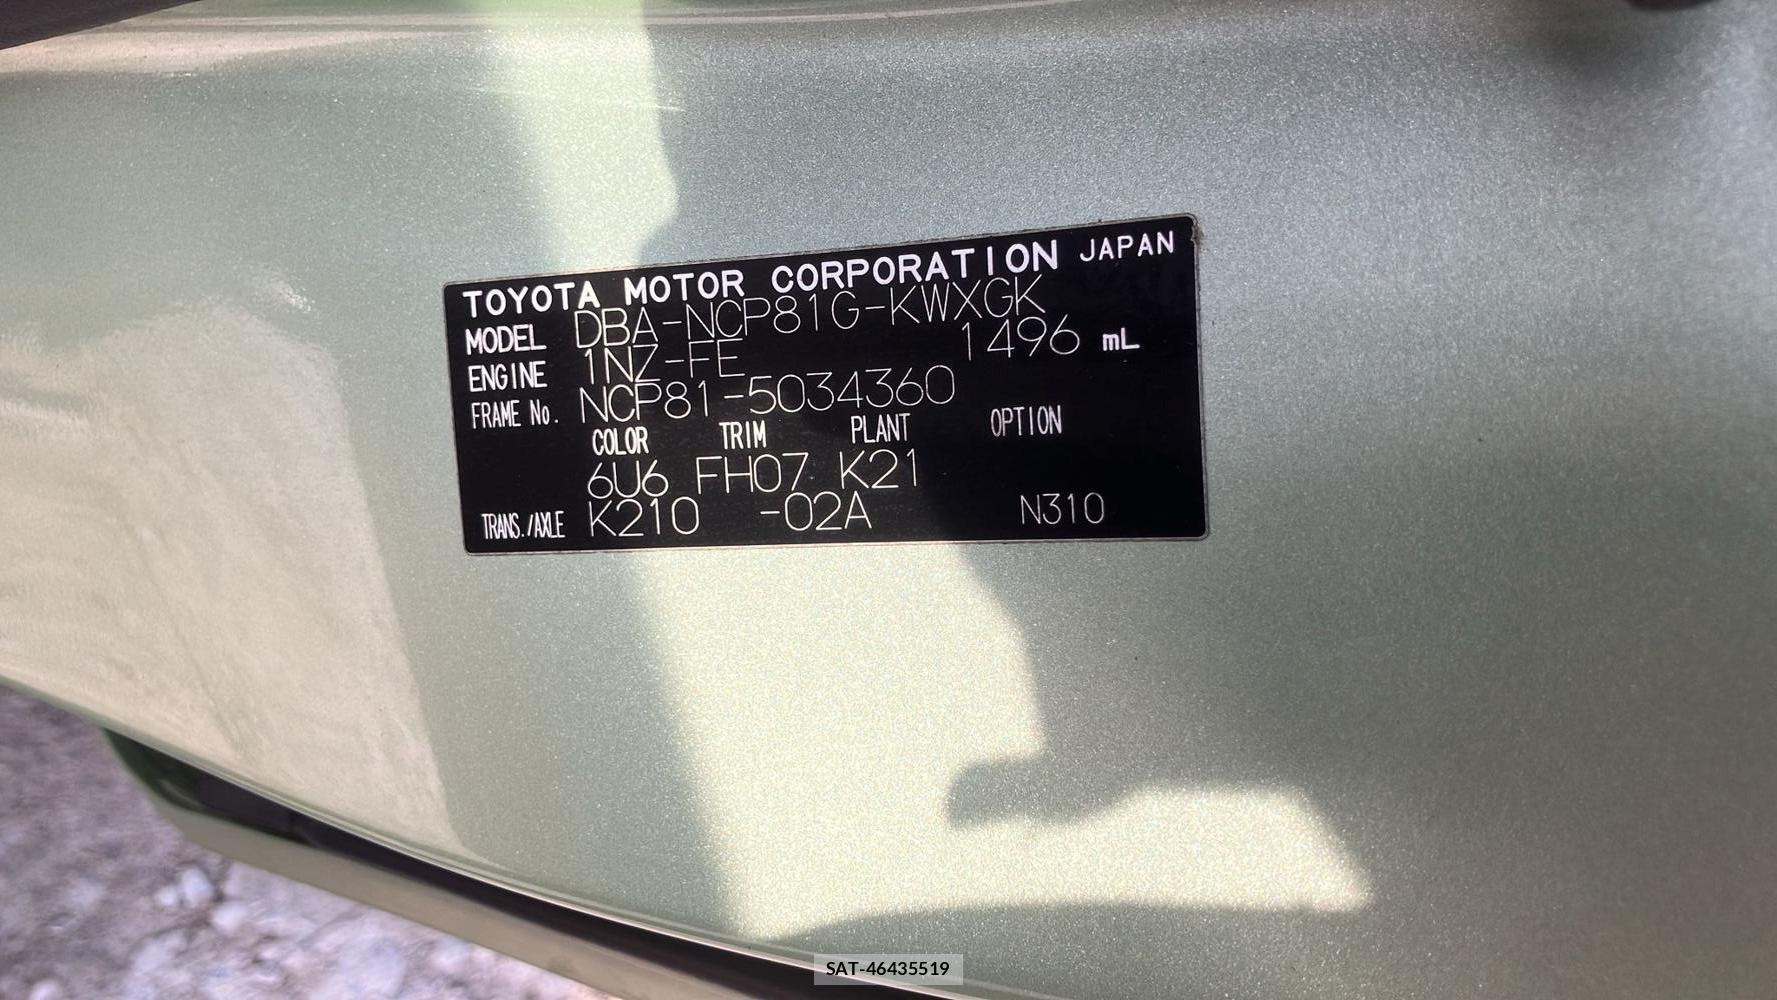 TOYOTA MOTOR CORPORATION JAPAN
MODEL DBA-NCP81G-KWXGK
ENGINE 1NZ-FE 1496 mL
FRAME No. NCP81-5034360
COLOR TRIM PLANT OPTION
6U6 FH07 K21
TRANS./AXLE K210 -02A N310
SAT-46435519